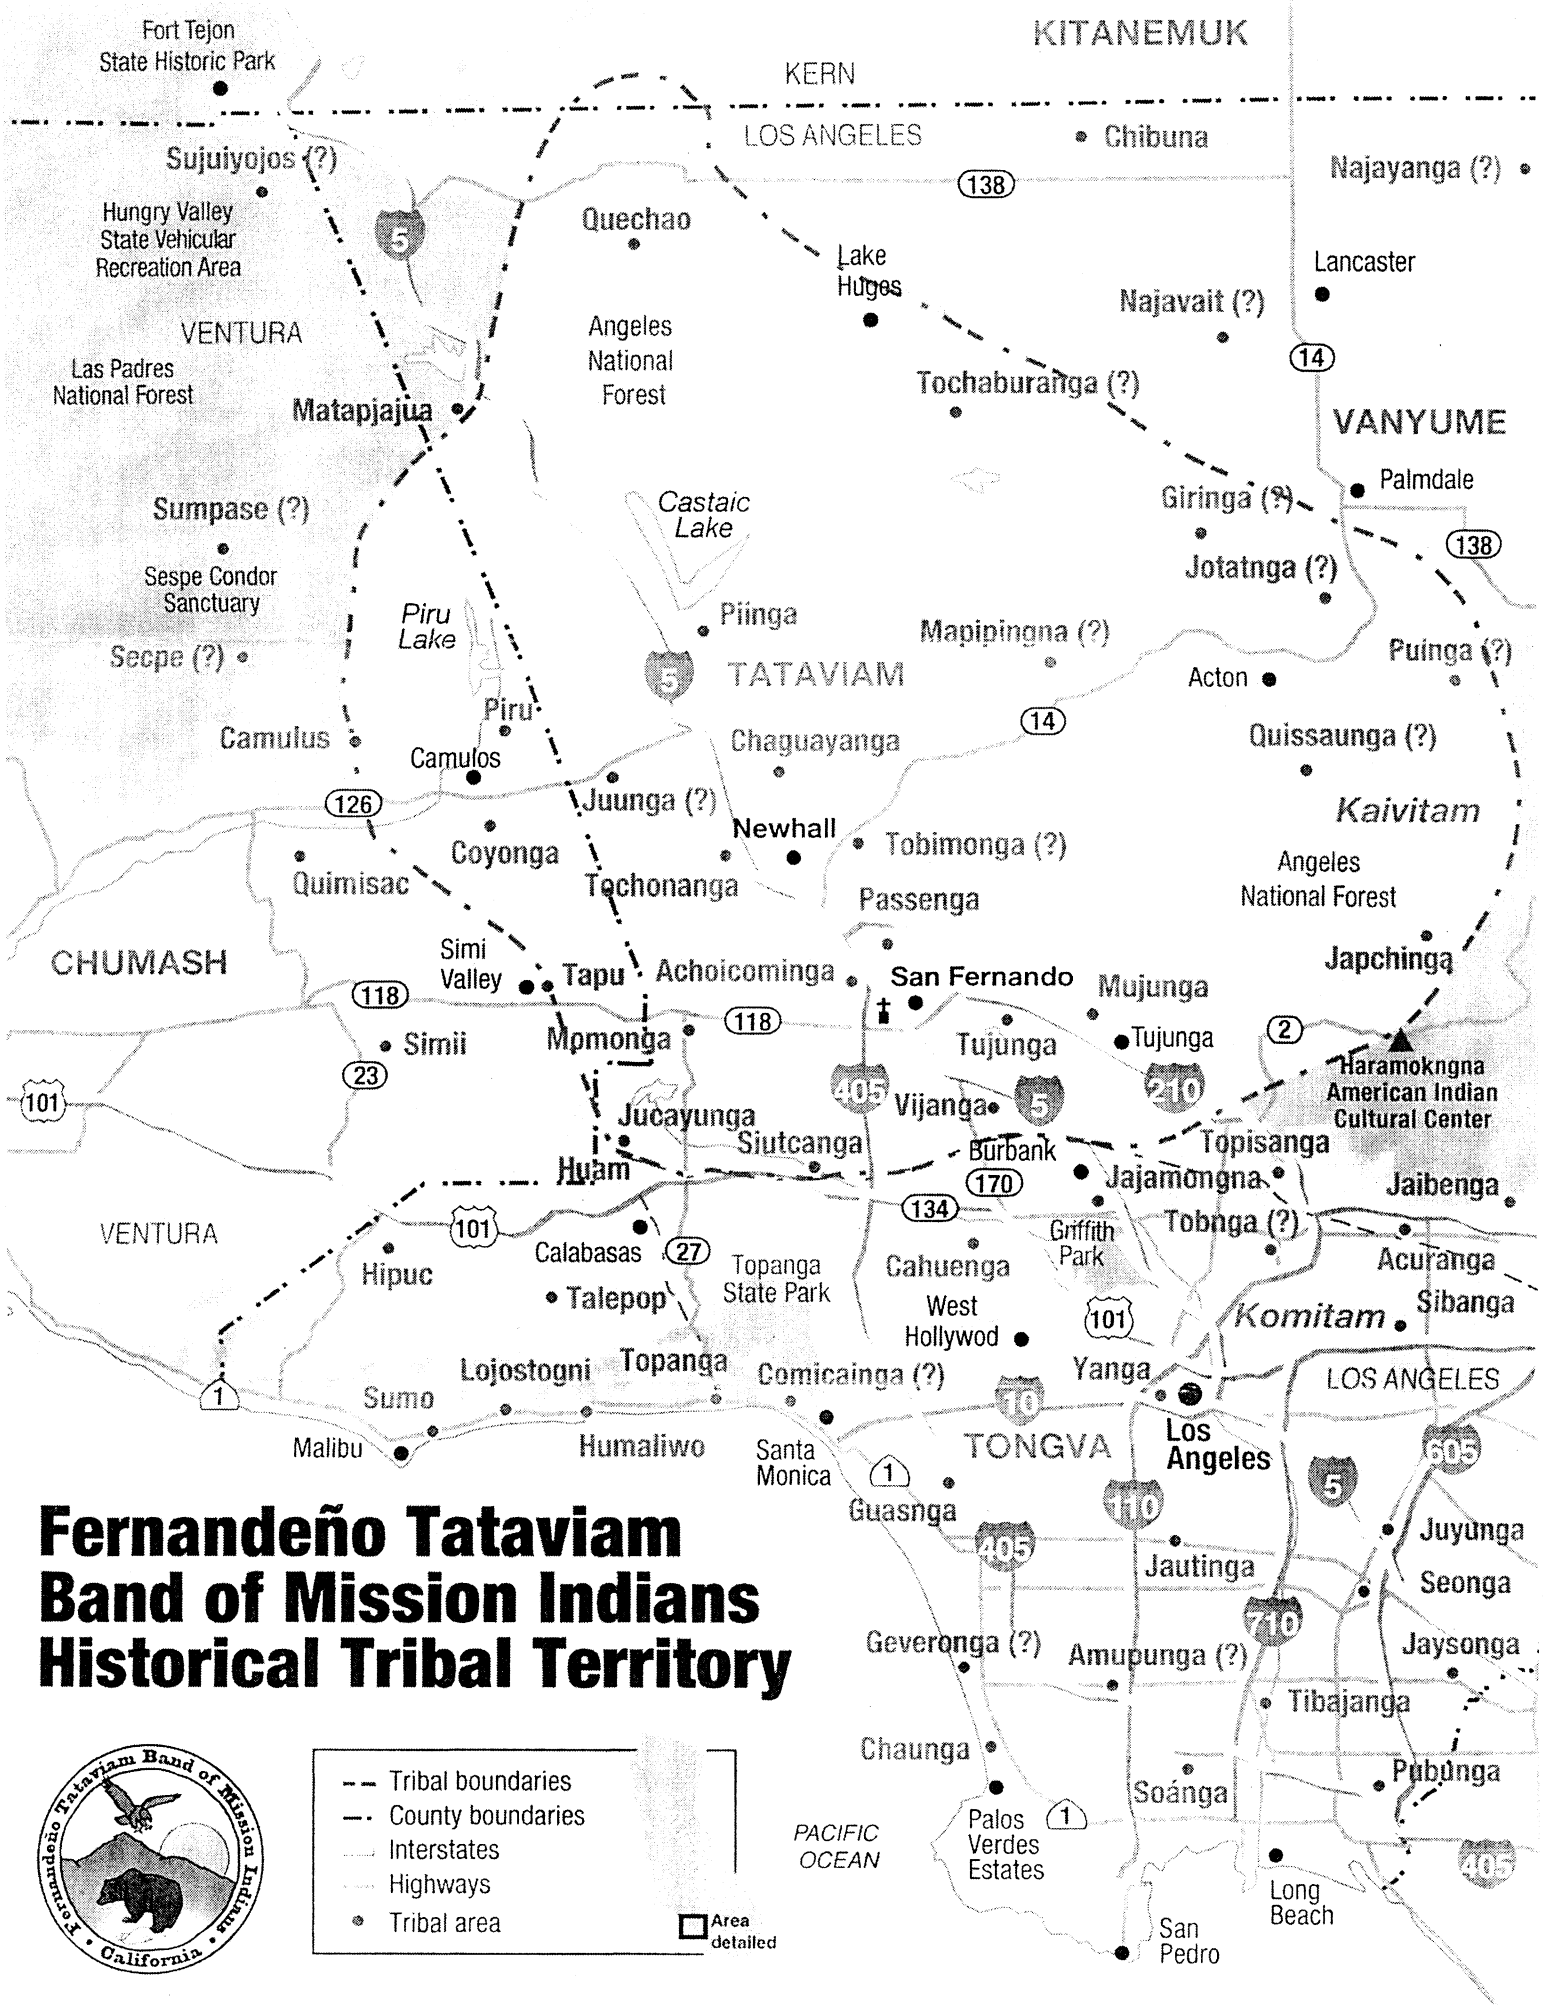 Fort Tejon
State Historic Park
KITANEMUK
KERN
LOS ANGELES
Chibuna
Sujuiyojos (?)
Najayanga (?)
138
Hungry Valley
State Vehicular
Recreation Area
5
Quechao
Lake
Huges
Lancaster
Najavait (?)
VENTURA
Angeles
National
Forest
Las Padres
National Forest
14
Tochaburanga (?)
Matapjajua
VANYUME
Palmdale
Giringa (?)
Sumpase (?)
Castaic
Lake
138
Jotatnga (?)
Sespe Condor
Sanctuary
Piru
Lake
Piinga
Mapipingna (?)
Puinga (?)
Secpe (?)
5
TATAVIAM
Acton
Piru
14
Camulus
Chaguayanga
Quissaunga (?)
Camulos
126
Juunga (?)
Kaivitam
Newhall
Tobimonga (?)
Coyonga
Angeles
National Forest
Quimisac
Tochonanga
Passenga
CHUMASH
Simi
Valley
Tapu
Achoicominga
San Fernando
Japchinga
Mujunga
118
118
Simii
Momonga
Tujunga
Tujunga
2
23
Haramokngna
American Indian
Cultural Center
405
210
101
Vijanga
5
Jucayunga
Siutcanga
Burbank
Topisanga
Huam
170
Jajamongna
Jaibenga
134
Tobnga (?)
VENTURA
101
Calabasas
27
Griffith
Park
Hipuc
Topanga
State Park
Cahuenga
Acuranga
Talepop
West
Hollywod
101
Komitam
Sibanga
Lojostogni
Topanga
Comicainga (?)
Yanga
LOS ANGELES
1
Sumo
10
Malibu
Humaliwo
Santa
Monica
TONGVA
Los
Angeles
605
1
5
Guasnga
110
Fernandeño Tataviam
Band of Mission Indians
Historical Tribal Territory
405
Juyunga
Jautinga
Seonga
710
Geveronga (?)
Amupunga (?)
Jaysonga
Tibajanga
Chaunga
Pubunga
Soánga
Palos
Verdes
Estates
1
PACIFIC
OCEAN
405
Long
Beach
San
Pedro
Fernandeño Tataviam Band of Mission Indians
• California •
Tribal boundaries
County boundaries
Interstates
Highways
Tribal area
Area
detailed